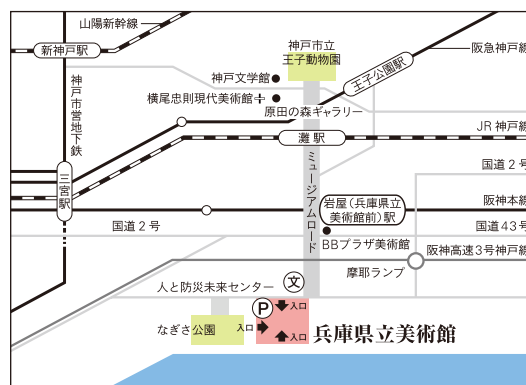 山陽新幹線
新神戸駅
神戸市立
王子動物園
王子公園駅
阪急神戸線
神戸文学館
横尾忠則現代美術館
原田の森ギャラリー
神戸市営地下鉄
JR 神戸線
灘駅
ミュージアムロード
国道 2号
三宮駅
岩屋(兵庫県立
美術館前)駅
阪神本線
国道 2 号
国道43号
BBプラザ美術館
阪神高速3号神戸線
摩耶ランプ
人と防災未来センター
文
P
入口
なぎさ公園
入口
入口
兵庫県立美術館